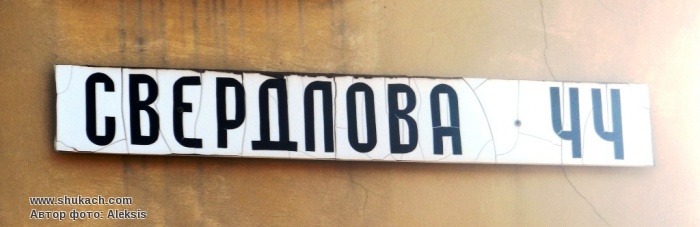 СВЕРДЛОВА 44
www.shukach.com
Автор фото: Aleksis